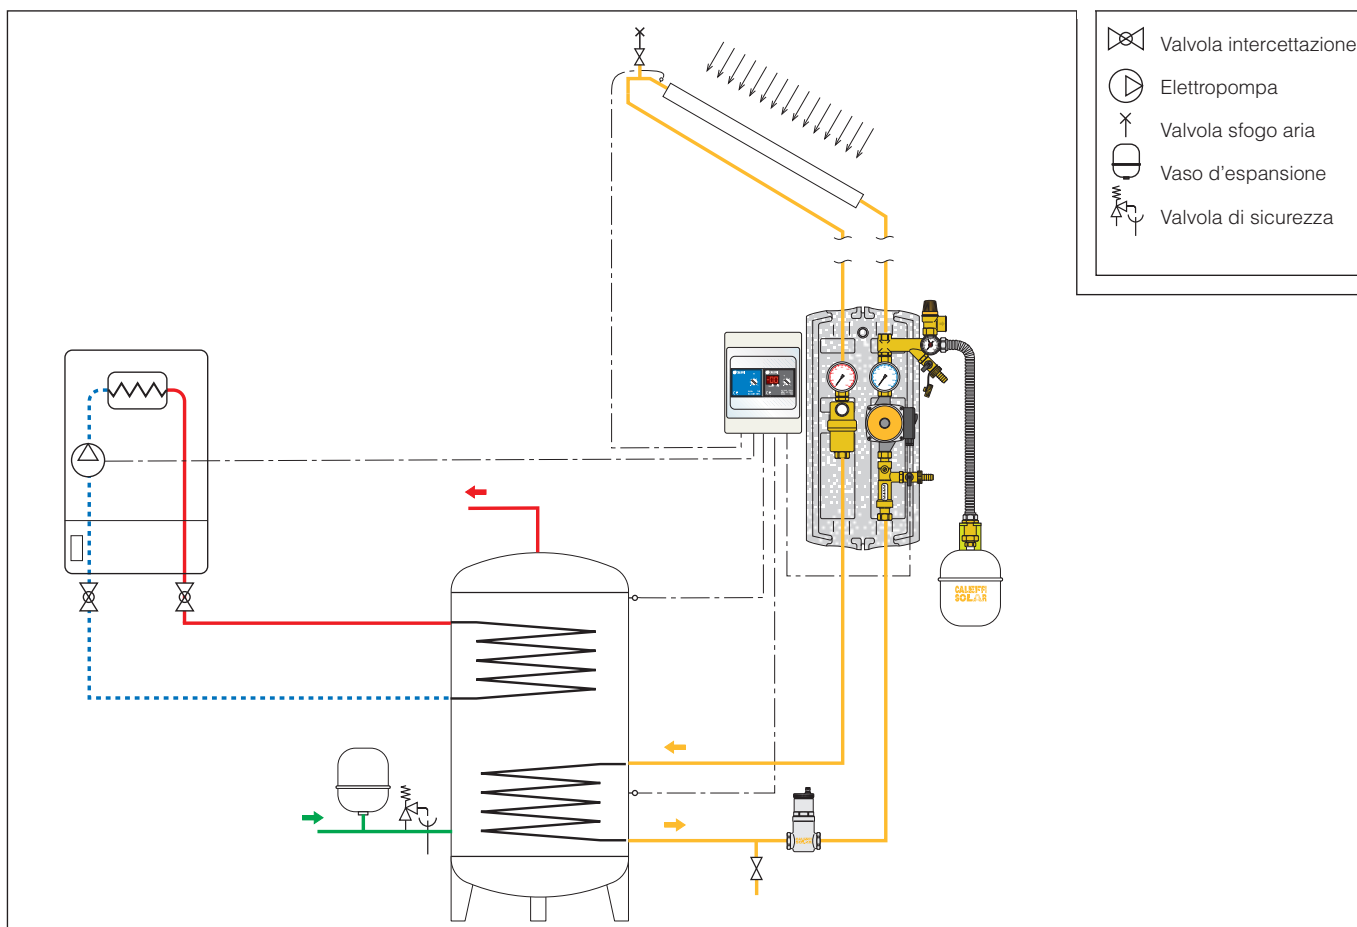 Valvola intercettazione
Elettropompa
Valvola sfogo aria
Vaso d'espansione
Valvola di sicurezza
CALEFFI
SOLAR